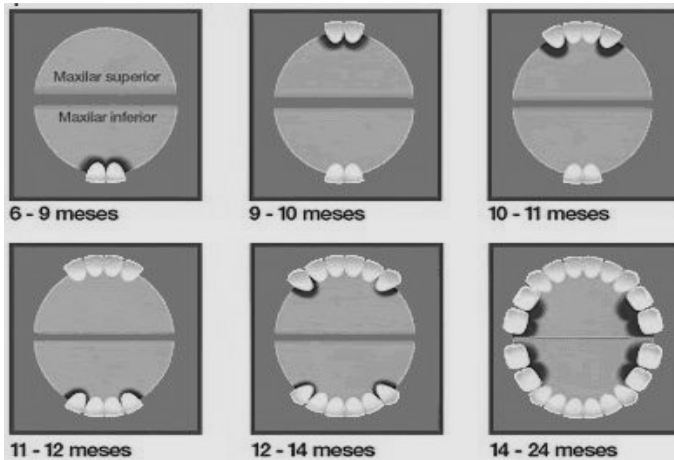 Maxilar superior
Maxilar inferior
6 - 9 meses
9 - 10 meses
10 - 11 meses
11 - 12 meses
12 - 14 meses
14 - 24 meses